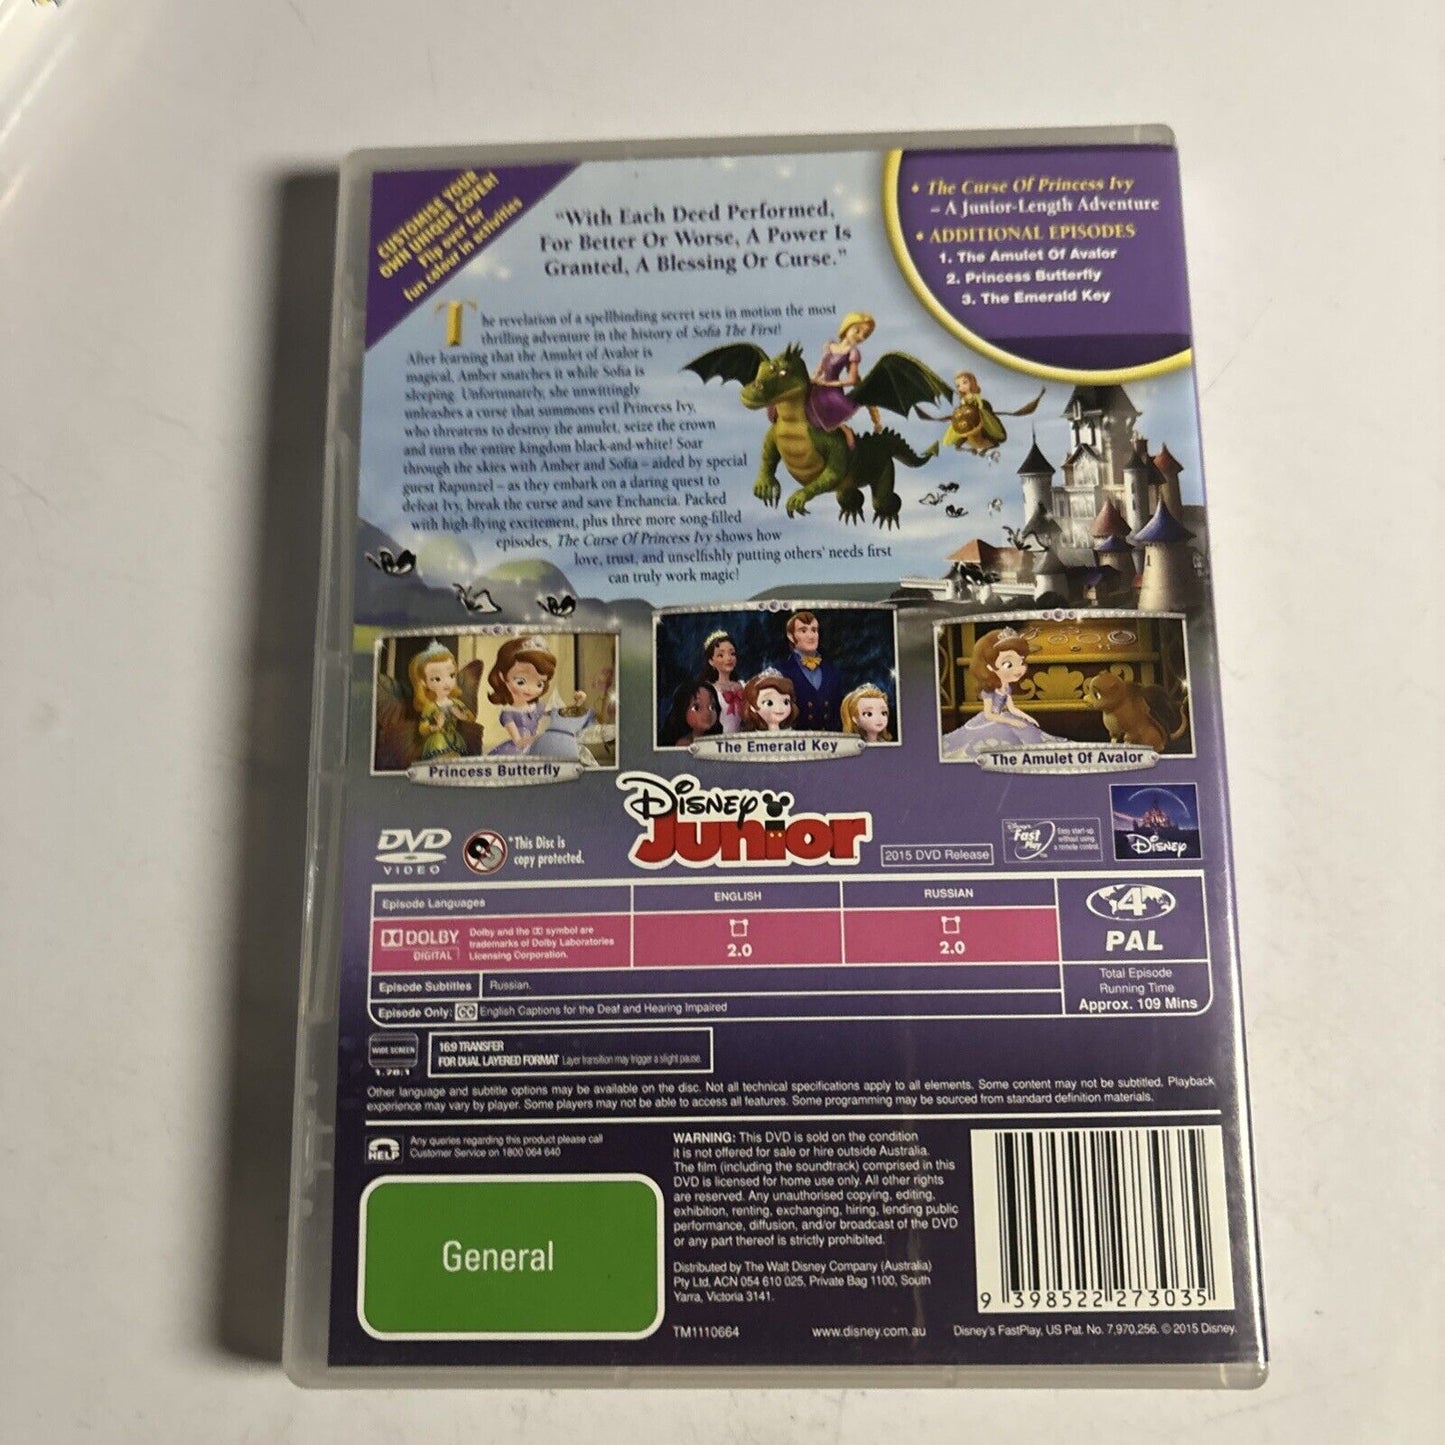 CUSTOMISE YOUR
OWN UNIQUE COVER!
Flip over for
fun colour in activities
"With Each Deed Performed,
For Better Or Worse, A Power Is
Granted, A Blessing Or Curse."
• The Curse Of Princess Ivy
– A Junior-Length Adventure
• ADDITIONAL EPISODES
1. The Amulet Of Avalor
2. Princess Butterfly
3. The Emerald Key
The revelation of a spellbinding secret sets in motion the most
thrilling adventure in the history of Sofia The First!
After learning that the Amulet of Avalor is
magical, Amber snatches it while Sofia is
sleeping. Unfortunately, she unwittingly
unleashes a curse that summons evil Princess Ivy,
who threatens to destroy the amulet, seize the crown
and turn the entire kingdom black-and-white! Soar
through the skies with Amber and Sofia – aided by special
guest Rapunzel – as they embark on a daring quest to
defeat Ivy, break the curse and save Enchancia. Packed
with high-flying excitement, plus three more song-filled
episodes, The Curse Of Princess Ivy shows how
love, trust, and unselfishly putting others' needs first
can truly work magic!
Princess Butterfly
The Emerald Key
The Amulet Of Avalor
DVD
VIDEO
*This Disc is
copy protected.
Disney
Junior
2015 DVD Release
Disney's
Fast
Play
TM
Easy start-up
without using
a remote control.
Disney
Episode Languages
ENGLISH
RUSSIAN
DOLBY
DIGITAL
Dolby and the DD symbol are
trademarks of Dolby Laboratories
Licensing Corporation.
2.0
2.0
4
PAL
Episode Subtitles
Russian.
Total Episode
Running Time
Approx. 109 Mins
Episode Only: CC English Captions for the Deaf and Hearing Impaired
WIDE SCREEN
1.78:1
16:9 TRANSFER
FOR DUAL LAYERED FORMAT Layer transition may trigger a slight pause.
Other language and subtitle options may be available on the disc. Not all technical specifications apply to all elements. Some content may not be subtitled. Playback
experience may vary by player. Some players may not be able to access all features. Some programming may be sourced from standard definition materials.
HELP
Any queries regarding this product please call
Customer Service on 1800 064 640
General
WARNING: This DVD is sold on the condition
it is not offered for sale or hire outside Australia.
The film (including the soundtrack) comprised in this
DVD is licensed for home use only. All other rights
are reserved. Any unauthorised copying, editing,
exhibition, renting, exchanging, hiring, lending public
performance, diffusion, and/or broadcast of the DVD
or any part thereof is strictly prohibited.
Distributed by The Walt Disney Company (Australia)
Pty Ltd, ACN 054 610 025, Private Bag 1100, South
Yarra, Victoria 3141.
9 398522 273035
TM1110664
www.disney.com.au
Disney's FastPlay, US Pat. No. 7,970,256. © 2015 Disney.